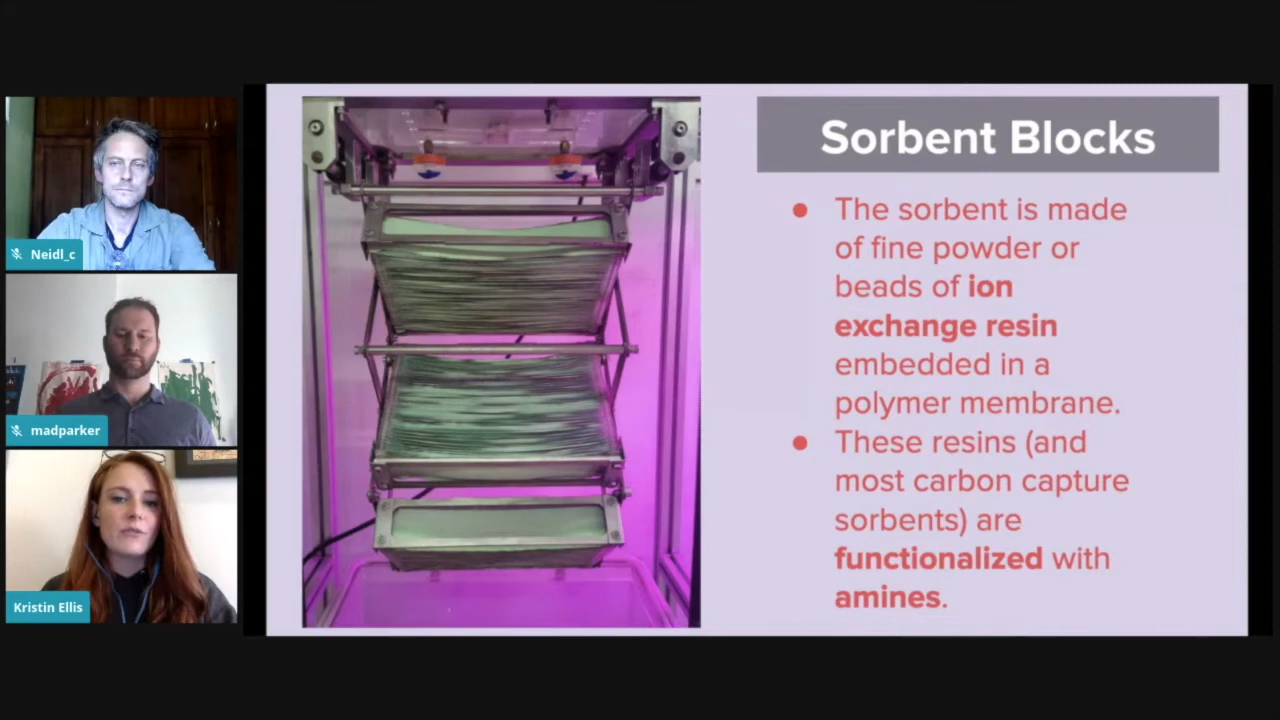 Neidl_c
madparker
Kristin Ellis
Sorbent Blocks
● The sorbent is made
of fine powder or
beads of ion
exchange resin
embedded in a
polymer membrane.
● These resins (and
most carbon capture
sorbents) are
functionalized with
amines.